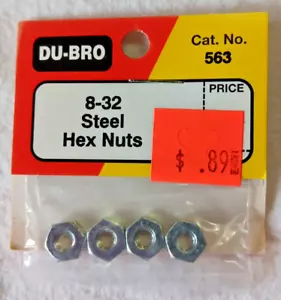 DU-BRO
Cat. No.
563
8-32
Steel
Hex Nuts
PRICE
$ .89